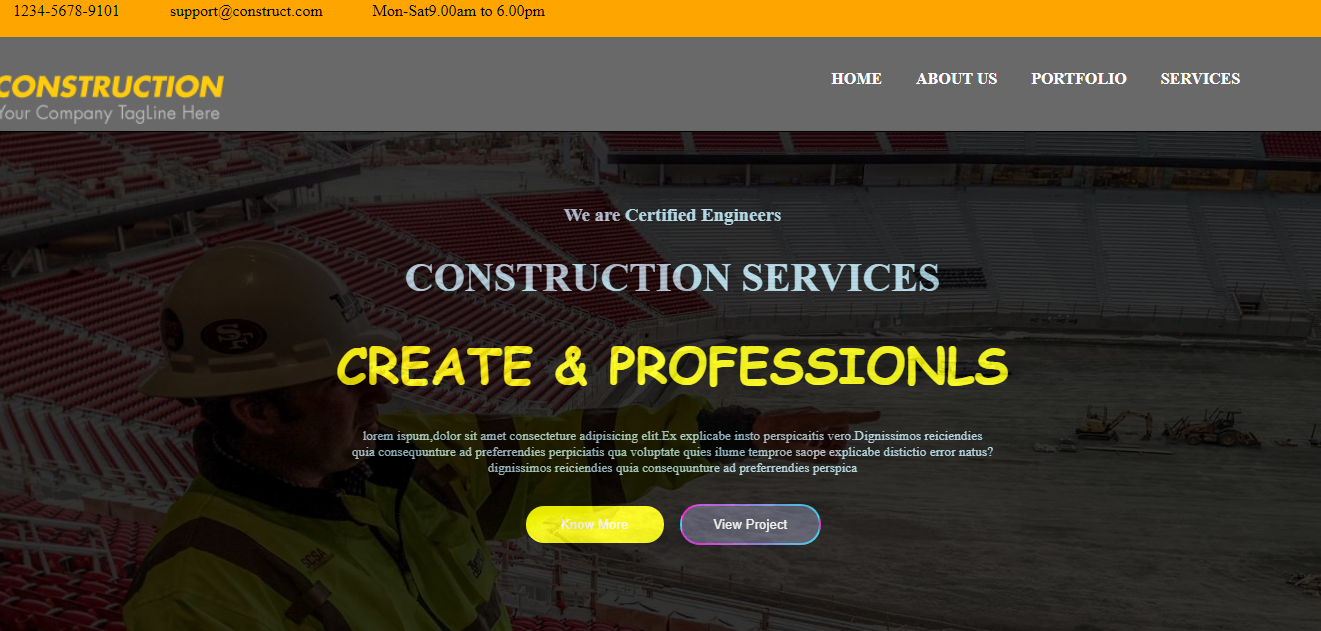 1234-5678-9101 support@construct.com Mon-Sat9.00am to 6.00pm
CONSTRUCTION
Your Company TagLine Here
HOME ABOUT US PORTFOLIO SERVICES
We are Certified Engineers
CONSTRUCTION SERVICES
CREATE & PROFESSIONLS
lorem ispum,dolor sit amet consecteture adipisicing elit.Ex explicabe insto perspicaitis vero.Dignissimos reiciendies
quia consequunture ad preferrendies perpiciatis qua voluptate quies ilume temproe saope explicabe distictio error natus?
dignissimos reiciendies quia consequunture ad preferrendies perspica
Know More View Project
SF